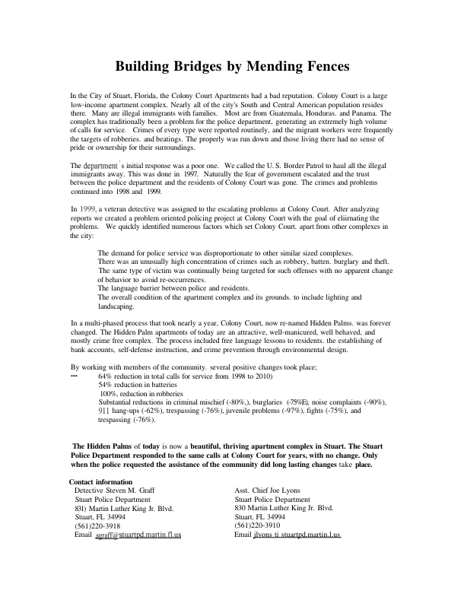 Building Bridges by Mending Fences
In the City of Stuart, Florida, the Colony Court Apartments had a bad reputation. Colony Court is a large
low-income apartment complex. Nearly all of the city's South and Central American population resides
there. Many are illegal immigrants with families. Most are from Guatemala, Honduras. and Panama. The
complex has traditionally been a problem for the police department, generating an extremely high volume
of calls for service. Crimes of every type were reported routinely, and the migrant workers were frequently
the targets of robberies. and beatings. The properly was run down and those living there had no sense of
pride or ownership for their surroundings.
The department's initial response was a poor one. We called the U. S. Border Patrol to haul all the illegal
immigrants away. This was done in 1997. Naturally the fear of government escalated and the trust
between the police department and the residents of Colony Court was gone. The crimes and problems
continued into 1998 and 1999.
In 1999, a veteran detective was assigned to the escalating problems at Colony Court. After analyzing
reports we created a problem oriented policing project at Colony Court with the goal of eliminating the
problems. We quickly identified numerous factors which set Colony Court. apart from other complexes in
the city:
The demand for police service was disproportionate to other similar sized complexes.
There was an unusually high concentration of crimes such as robbery, batten. burglary and theft.
The same type of victim was continually being targeted for such offenses with no apparent change
of behavior to avoid re-occurrences.
The language barrier between police and residents.
The overall condition of the apartment complex and its grounds. to include lighting and
landscaping.
In a multi-phased process that took nearly a year, Colony Court, now re-named Hidden Palms. was forever
changed. The Hidden Palm apartments of today are an attractive, well-manicured, well behaved, and
mostly crime free complex. The process included free language lessons to residents. the establishing of
bank accounts, self-defense instruction, and crime prevention through environmental design.
By working with members of the community. several positive changes took place;
64% reduction in total calls for service from 1998 to 2010)
54% reduction in batteries
100%, reduction in robberies
Substantial reductions in criminal mischief (-80%,), burglaries (-75%E), noise complaints (-90%),
911 hang-ups (-62%), trespassing (-76%), juvenile problems (-97%), fights (-75%), and
trespassing (-76%).
The Hidden Palms of today is now a beautiful, thriving apartment complex in Stuart. The Stuart
Police Department responded to the same calls at Colony Court for years, with no change. Only
when the police requested the assistance of the community did long lasting changes take place.
Contact information
Detective Steven M. Graff
Stuart Police Department
83l) Martin Luther King Jr. Blvd.
Stuart, FL 34994
(561)220-3918
Email sgraff@stuartpd.martin.fl.us
Asst. Chief Joe Lyons
Stuart Police Department
830 Martin Luther King Jr. Blvd.
Stuart. FL 34994
(561)220-3910
Email jlyons ti stuartpd.martin.l.us